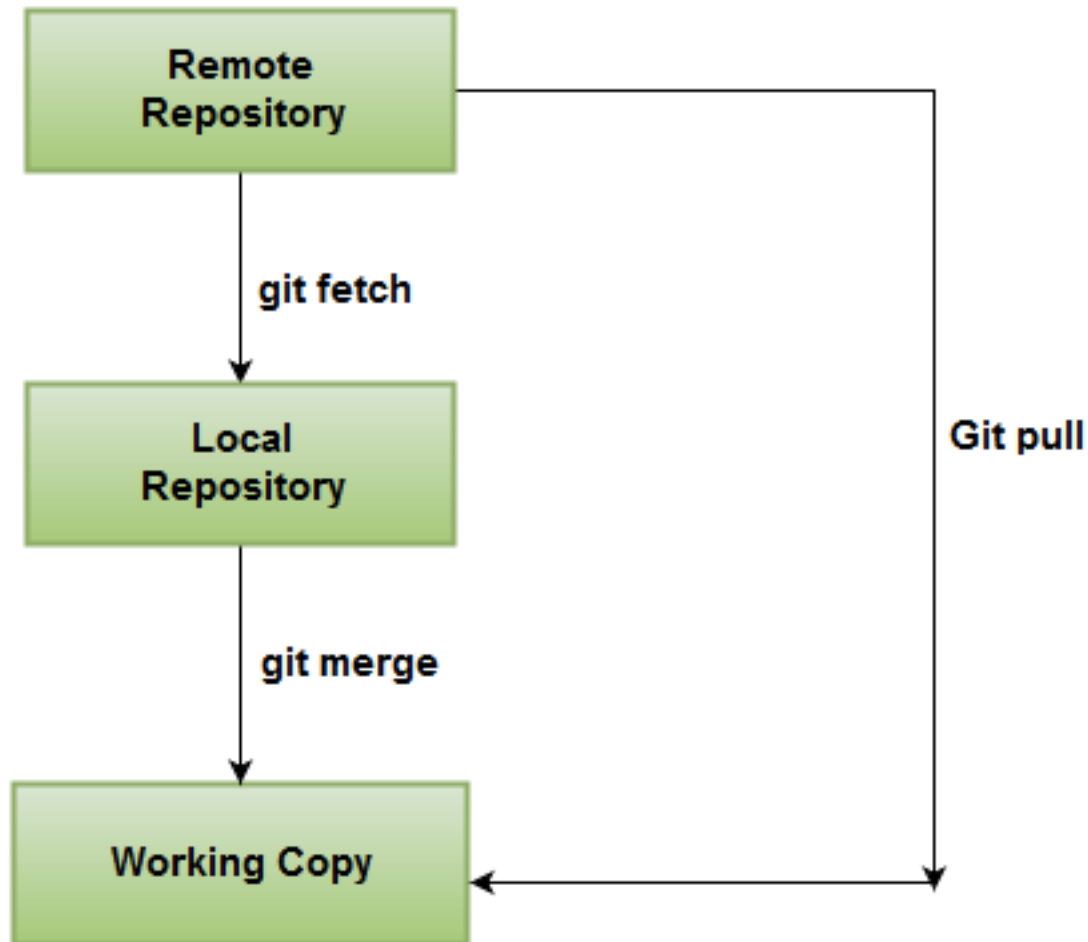 Remote
Repository
git fetch
Local
Repository
Git pull
git merge
Working Copy